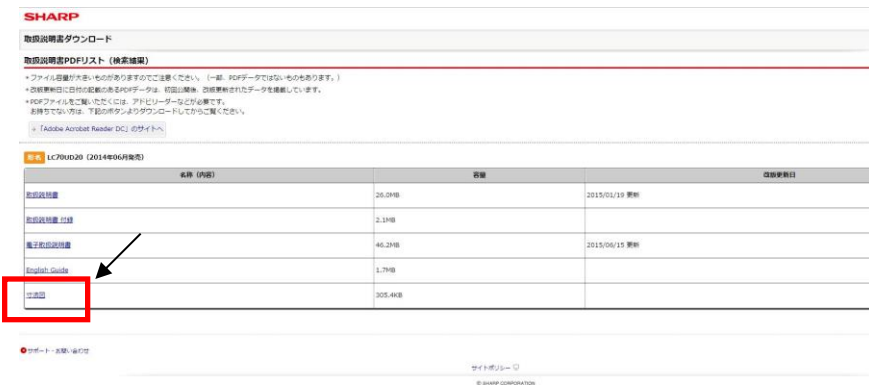 SHARP
取扱説明書ダウンロード
取扱説明書PDFリスト（検索結果）
ファイル容量が大きいものがありますのでご注意ください。（一部、PDFデータではないものもあります。）
改版更新日に日付の記載のあるPDFデータは、初回公開後、改版更新されたデータを掲載しています。
PDFファイルをご覧いただくには、アドビリーダーなどが必要です。
お持ちでない方は、下記のボタンよりダウンロードしてからご覧ください。
「Adobe Acrobat Reader DC」のサイトへ
形名 LC70UD20（2014年06月発売）
名称（内容） 容量 改版更新日
取扱説明書 26.0MB 2015/01/19 更新
取扱説明書 付録 2.1MB
電子取扱説明書 46.2MB 2015/06/15 更新
English Guide 1.7MB
寸法図 305.4KB
サポート・お問い合わせ
サイトポリシー
© SHARP CORPORATION